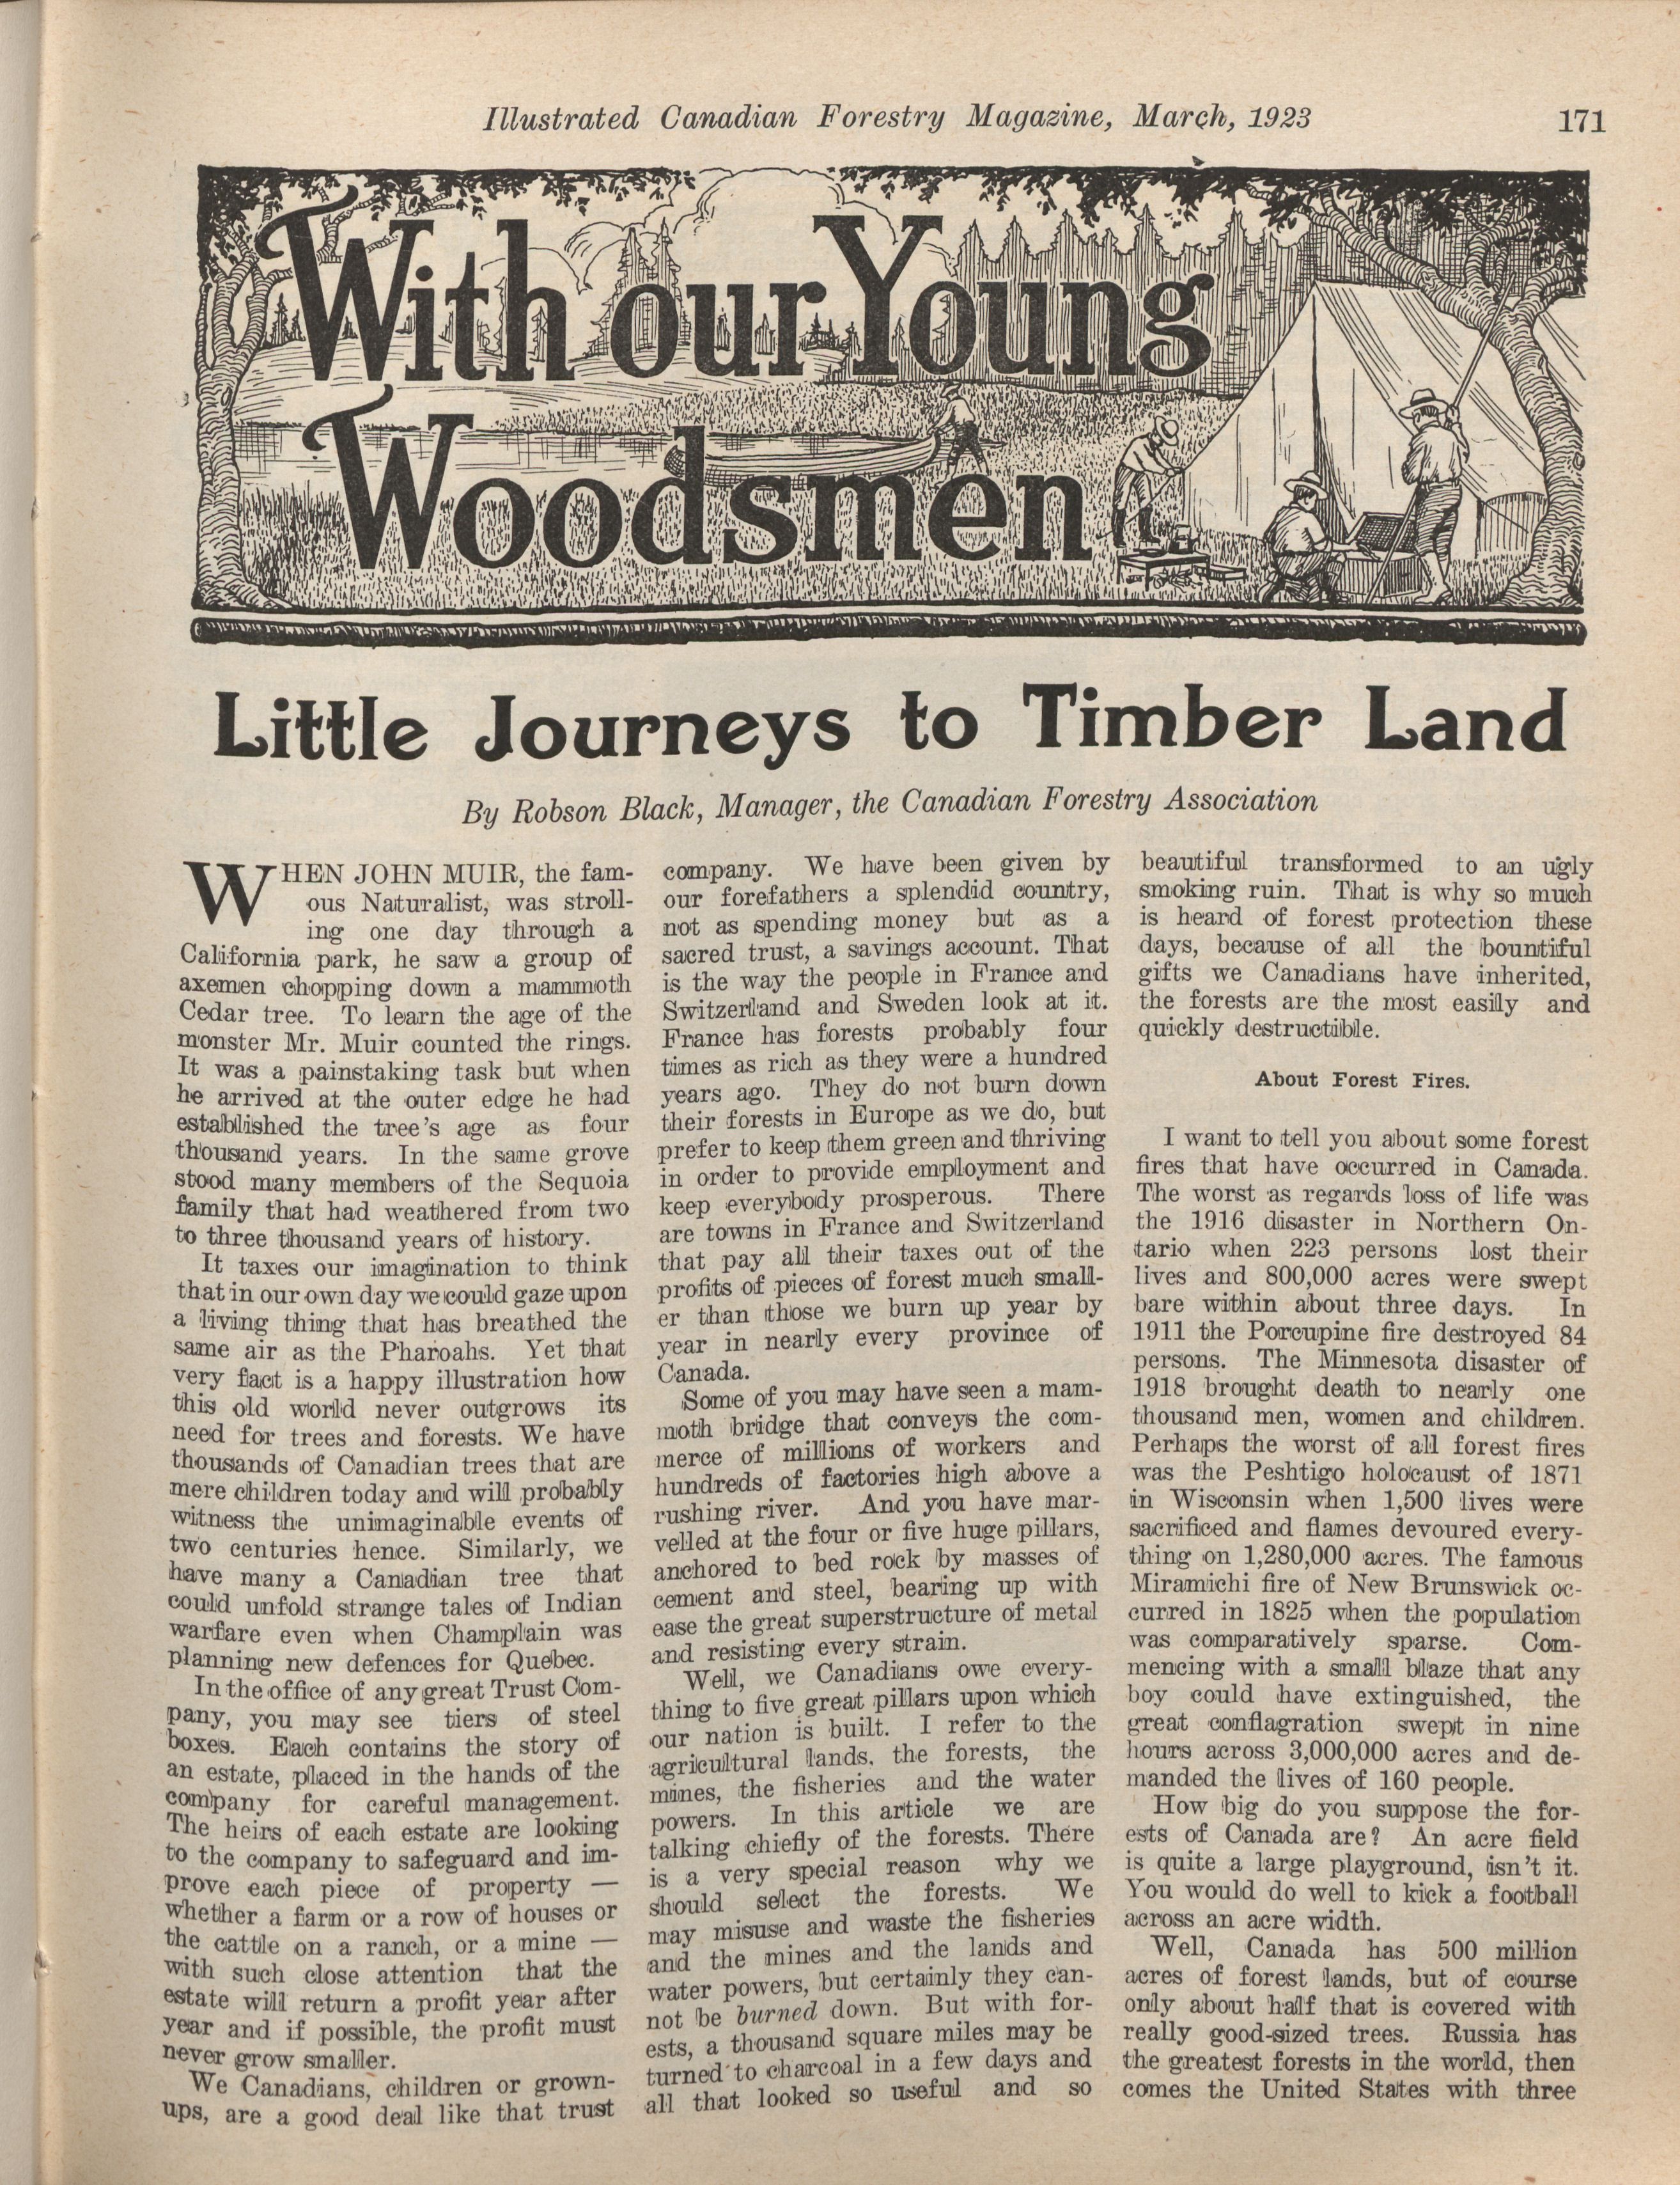 Illustrated Canadian Forestry Magazine, March, 1923
171
With our Young
Woodsmen
Little Journeys to Timber Land
By Robson Black, Manager, the Canadian Forestry Association
WHEN JOHN MUIR, the fam-
ous Naturalist, was stroll-
ing one day through a
California park, he saw a group of
axemen chopping down a mammoth
Cedar tree. To learn the age of the
monster Mr. Muir counted the rings.
It was a painstaking task but when
he arrived at the outer edge he had
established the tree's age as four
thousand years. In the same grove
stood many members of the Sequoia
family that had weathered from two
to three thousand years of history.
It taxes our imagination to think
that in our own day we could gaze upon
a living thing that has breathed the
same air as the Pharoahs. Yet that
very fact is a happy illustration how
this old world never outgrows its
need for trees and forests. We have
thousands of Canadian trees that are
mere children today and will probably
witness the unimaginable events of
two centuries hence. Similarly, we
have many a Canadian tree that
could unfold strange tales of Indian
warfare even when Champlain was
planning new defences for Quebec.
In the office of any great Trust Com-
pany, you may see tiers of steel
boxes. Each contains the story of
an estate, placed in the hands of the
company for careful management.
The heirs of each estate are looking
to the company to safeguard and im-
prove each piece of property —
whether a farm or a row of houses or
the cattle on a ranch, or a mine —
with such close attention that the
estate will return a profit year after
year and if possible, the profit must
never grow smaller.
We Canadians, children or grown-
ups, are a good deal like that trust
company. We have been given by
our forefathers a splendid country,
not as spending money but as a
sacred trust, a savings account. That
is the way the people in France and
Switzerland and Sweden look at it.
France has forests probably four
times as rich as they were a hundred
years ago. They do not burn down
their forests in Europe as we do, but
prefer to keep them green and thriving
in order to provide employment and
keep everybody prosperous. There
are towns in France and Switzerland
that pay all their taxes out of the
profits of pieces of forest much small-
er than those we burn up year by
year in nearly every province of
Canada.
Some of you may have seen a mam-
moth bridge that conveys the com-
merce of millions of workers and
hundreds of factories high above a
rushing river. And you have mar-
velled at the four or five huge pillars,
anchored to bed rock by masses of
cement and steel, bearing up with
ease the great superstructure of metal
and resisting every strain.
Well, we Canadians owe every-
thing to five great pillars upon which
our nation is built. I refer to the
agricultural lands. the forests, the
mines, the fisheries and the water
powers. In this article we are
talking chiefly of the forests. There
is a very special reason why we
should select the forests. We
may misuse and waste the fisheries
and the mines and the lands and
water powers, but certainly they can-
not be burned down. But with for-
ests, a thousand square miles may be
turned to charcoal in a few days and
all that looked so useful and so
beautiful transformed to an ugly
smoking ruin. That is why so much
is heard of forest protection these
days, because of all the bountiful
gifts we Canadians have inherited,
the forests are the most easily and
quickly destructible.
About Forest Fires.
I want to tell you about some forest
fires that have occurred in Canada.
The worst as regards loss of life was
the 1916 disaster in Northern On-
tario when 223 persons lost their
lives and 800,000 acres were swept
bare within about three days. In
1911 the Porcupine fire destroyed 84
persons. The Minnesota disaster of
1918 brought death to nearly one
thousand men, women and children.
Perhaps the worst of all forest fires
was the Peshtigo holocaust of 1871
in Wisconsin when 1,500 lives were
sacrificed and flames devoured every-
thing on 1,280,000 acres. The famous
Miramichi fire of New Brunswick oc-
curred in 1825 when the population
was comparatively sparse. Com-
mencing with a small blaze that any
boy could have extinguished, the
great conflagration swept in nine
hours across 3,000,000 acres and de-
manded the lives of 160 people.
How big do you suppose the for-
ests of Canada are? An acre field
is quite a large playground, isn't it.
You would do well to kick a football
across an acre width.
Well, Canada has 500 million
acres of forest lands, but of course
only about half that is covered with
really good-sized trees. Russia has
the greatest forests in the world, then
comes the United States with three